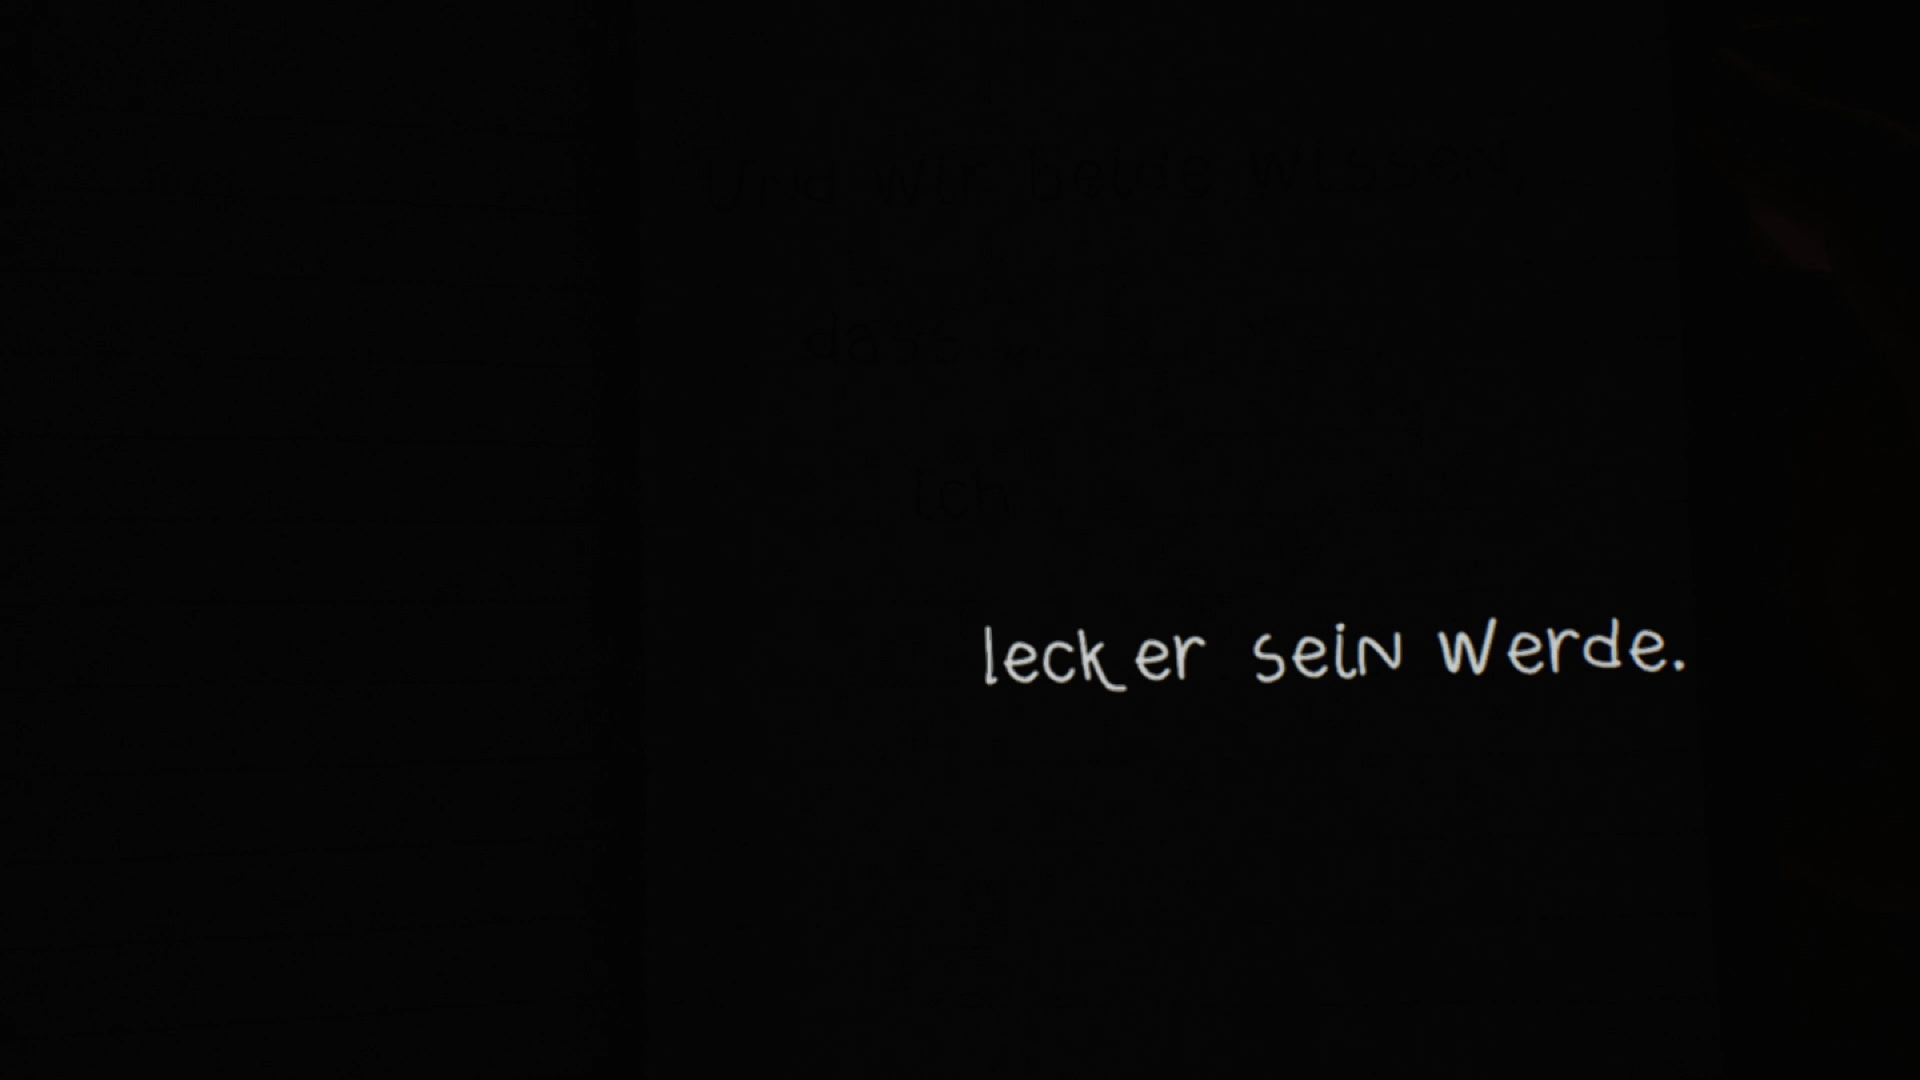 Und wir beide wissen,
dass
ich
lecker sein werde.